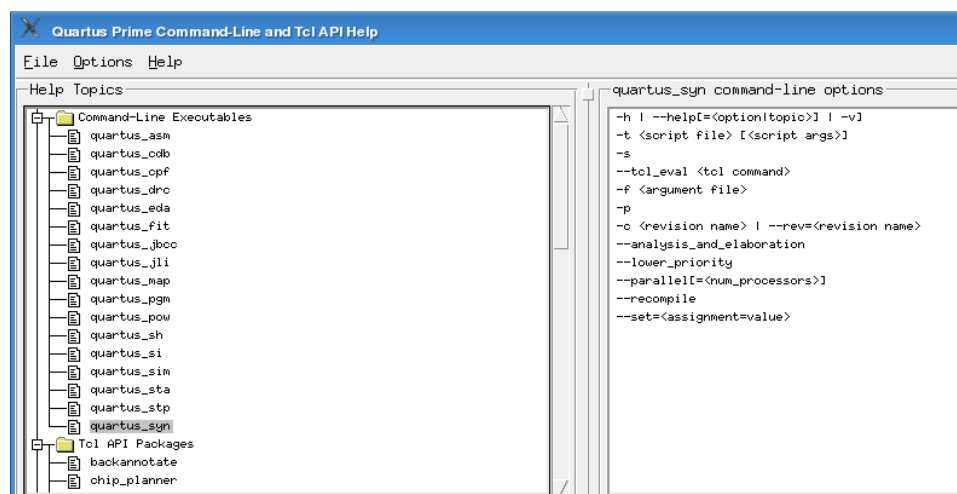 Quartus Prime Command-Line and Tcl API Help
File Options Help
Help Topics
Command-Line Executables
quartus_asm
quartus_cdb
quartus_cpf
quartus_drc
quartus_eda
quartus_fit
quartus_jbcc
quartus_jli
quartus_map
quartus_pgm
quartus_pow
quartus_sh
quartus_si
quartus_sim
quartus_sta
quartus_stp
quartus_syn
Tcl API Packages
backannotate
chip_planner
quartus_syn command-line options
-h | --help[=<option|topic>] | -v]
-t <script file> [<script args>]
-s
--tcl_eval <tcl command>
-f <argument file>
-p
-c <revision name> | --rev=<revision name>
--analysis_and_elaboration
--lower_priority
--parallel[=<num_processors>]
--recompile
--set=<assignment=value>